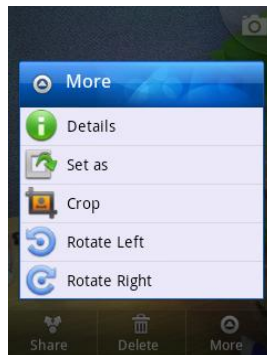 More
Details
Set as
Crop
Rotate Left
Rotate Right
Share Delete More